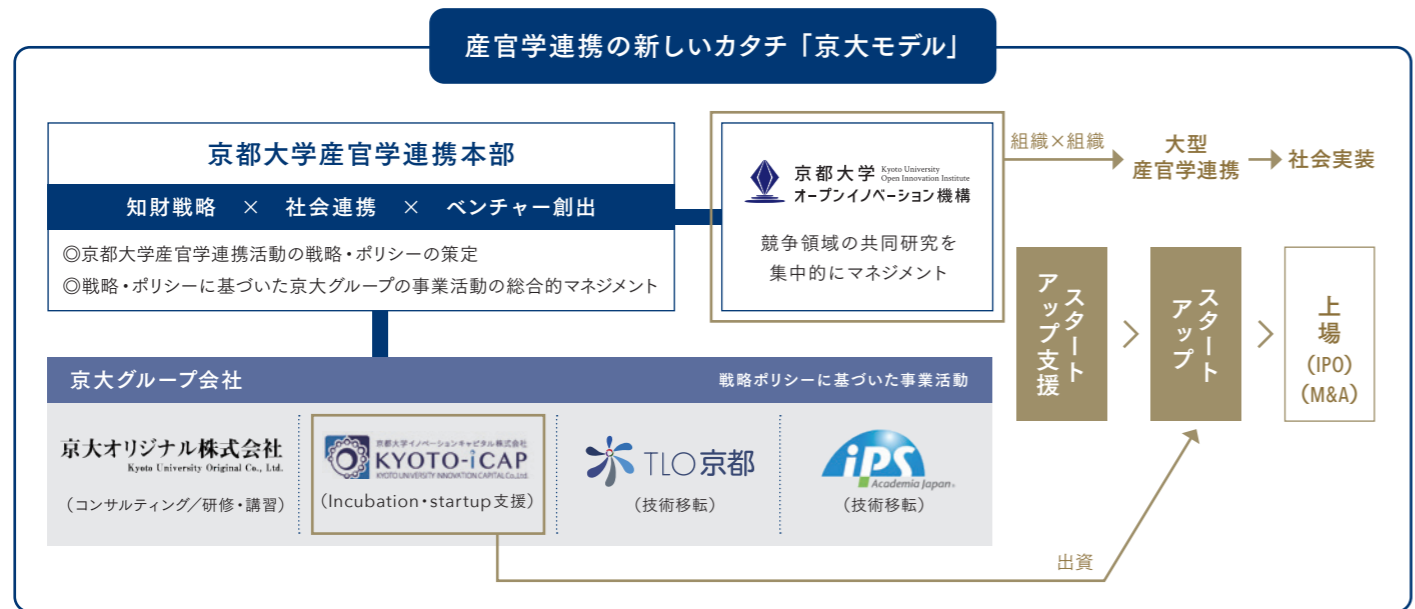 産官学連携の新しいカタチ「京大モデル」
京都大学産官学連携本部
知財戦略 × 社会連携 × ベンチャー創出
◎京都大学産官学連携活動の戦略・ポリシーの策定
◎戦略・ポリシーに基づいた京大グループの事業活動の総合的マネジメント
京都大学 Kyoto University
Open Innovation Institute
オープンイノベーション機構
競争領域の共同研究を
集中的にマネジメント
組織×組織
大型
産官学連携
社会実装
スタート
アップ支援
スタート
アップ
上場
(IPO)
(M&A)
京大グループ会社
戦略ポリシーに基づいた事業活動
京大オリジナル株式会社
Kyoto University Original Co., Ltd.
(コンサルティング/研修・講習)
京都大学イノベーションキャピタル株式会社
KYOTO-iCAP
KYOTO UNIVERSITY INNOVATION CAPITAL Co.,Ltd.
(Incubation・startup支援)
TLO京都
(技術移転)
iPS
Academia Japan.
(技術移転)
出資